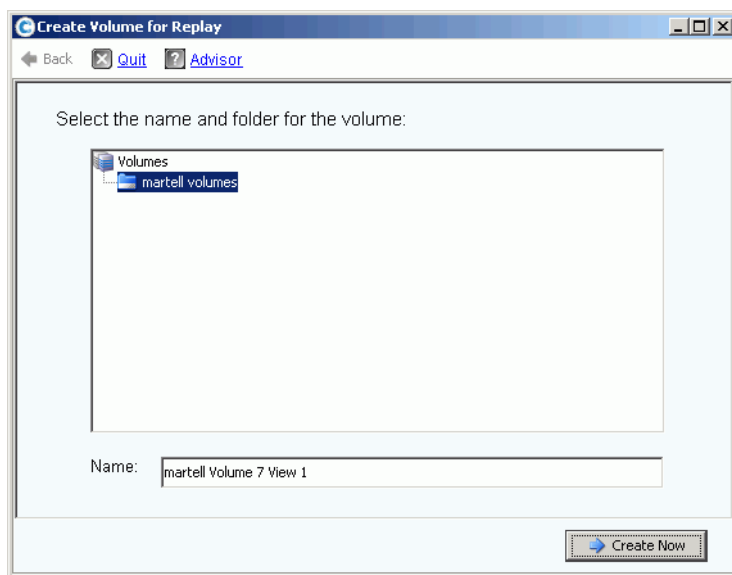 Create Volume for Replay
Back Quit ? Advisor
Select the name and folder for the volume:
Volumes
martell volumes
Name: martell Volume 7 View 1
Create Now